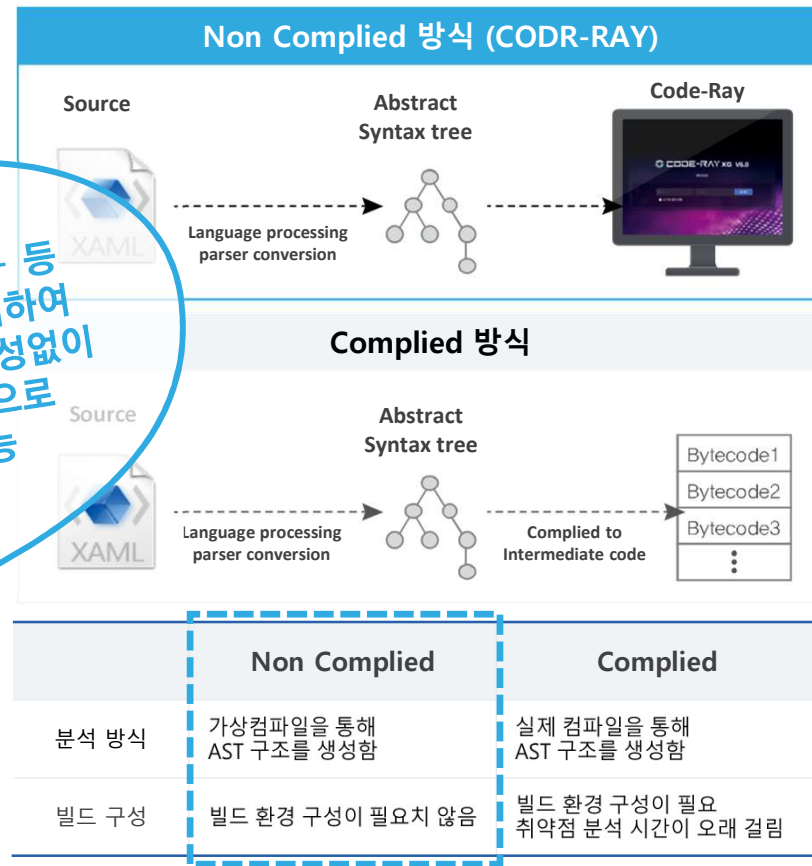 Non Complied 방식 (CODR-RAY)
Source
Abstract
Syntax tree
Code-Ray
XAML
Language processing
parser conversion
CODE-RAY XG V6.0
등
하여
성없이
으로
Complied 방식
Source
Abstract
Syntax tree
XAML
Language processing
parser conversion
Complied to
Intermediate code
Bytecode1
Bytecode2
Bytecode3
Non Complied
Complied
분석 방식
가상컴파일을 통해
AST 구조를 생성함
실제 컴파일을 통해
AST 구조를 생성함
빌드 구성
빌드 환경 구성이 필요치 않음
빌드 환경 구성이 필요
취약점 분석 시간이 오래 걸림